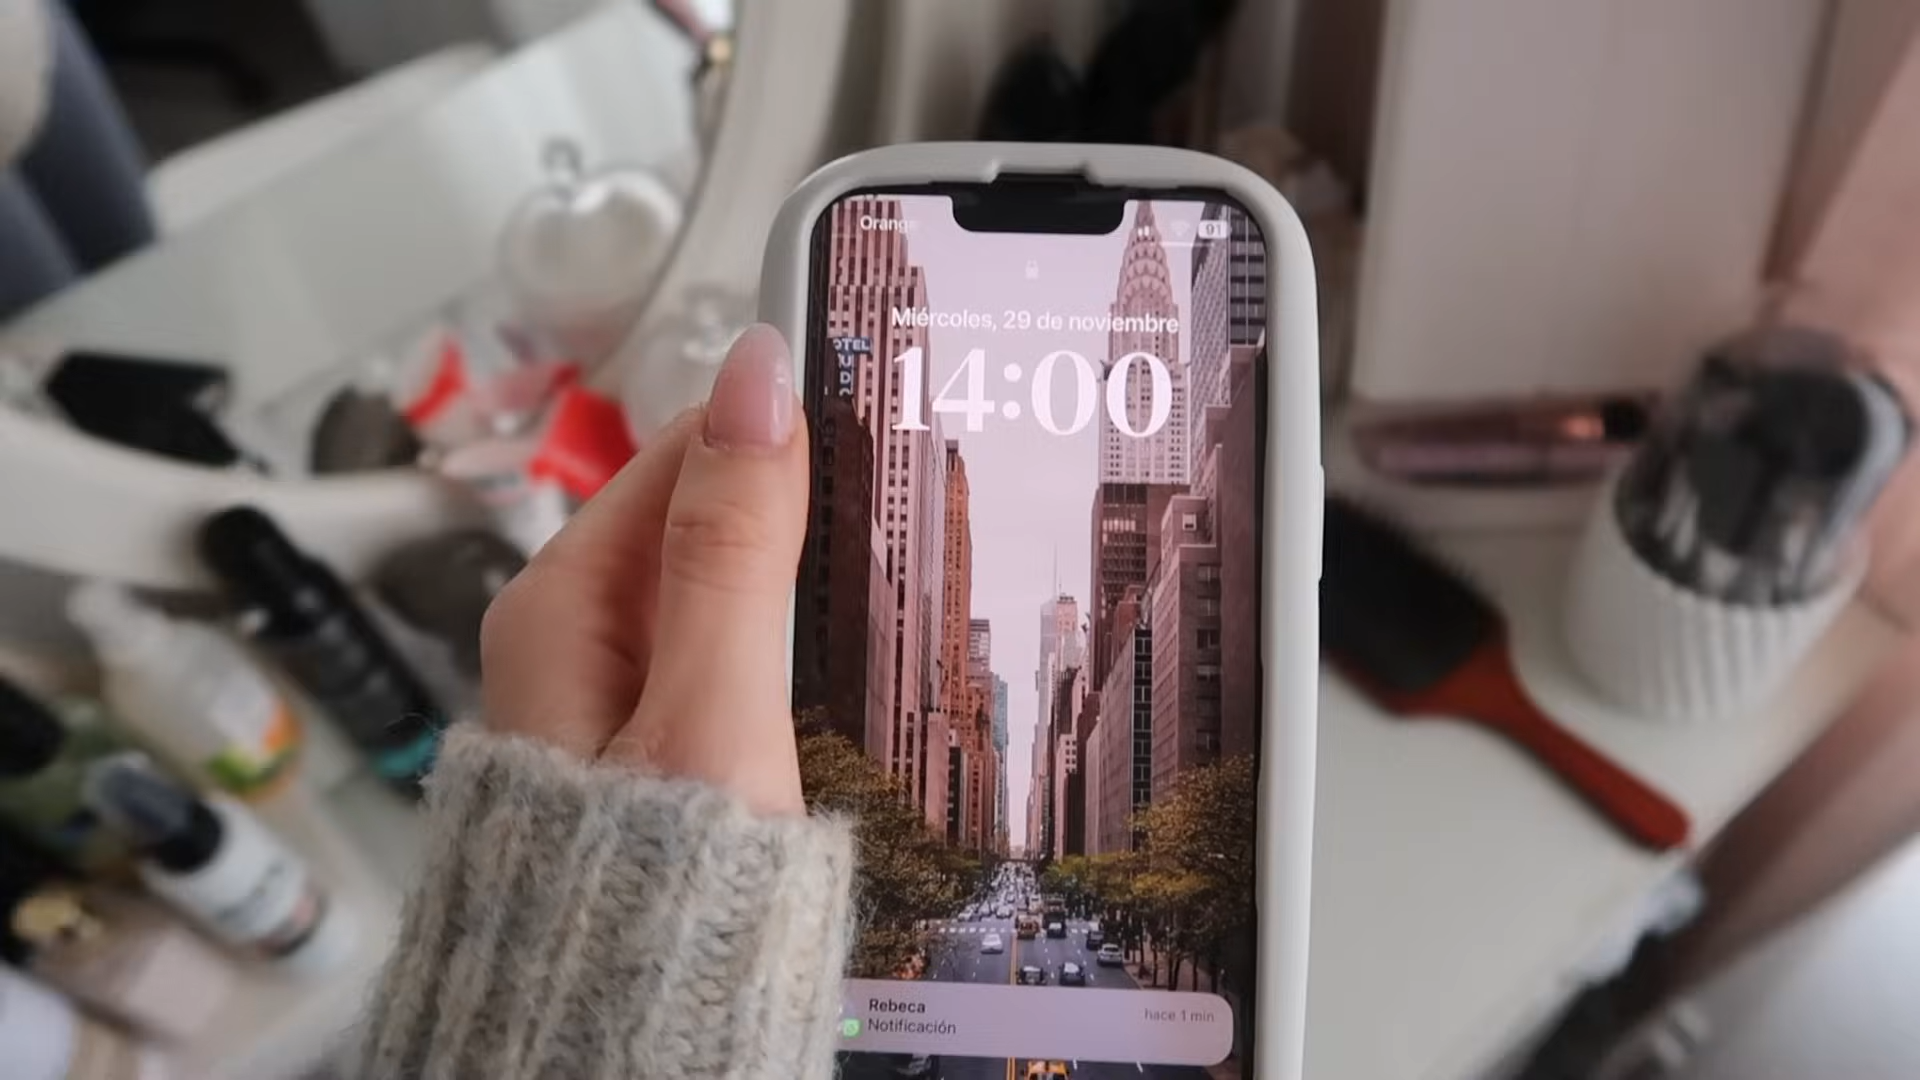 Orange
91
Miércoles, 29 de noviembre
14:00
Rebeca
hace 1 min
Notificación